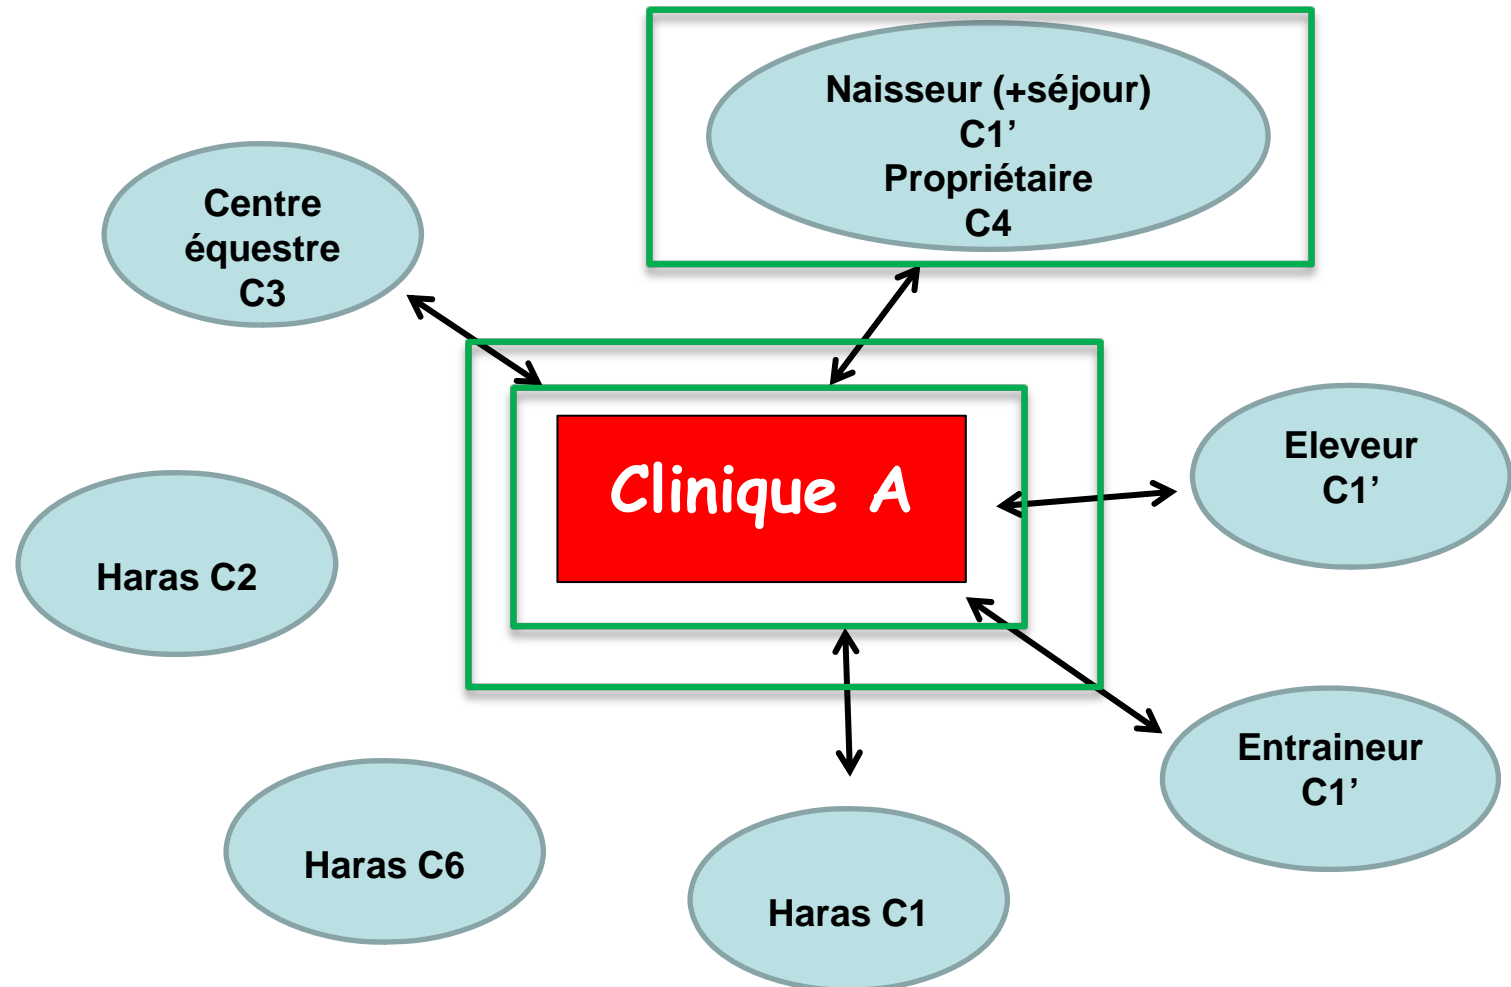 Naisseur (+séjour)
C1’
Propriétaire
C4
Centre
équestre
C3
Clinique A
Eleveur
C1’
Haras C2
Entraineur
C1’
Haras C6
Haras C1